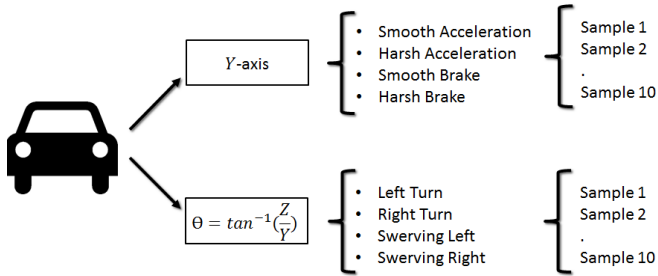 Y-axis
• Smooth Acceleration
• Harsh Acceleration
• Smooth Brake
• Harsh Brake
Sample 1
Sample 2
.
Sample 10
Θ = tan⁻¹(Z/Y)
• Left Turn
• Right Turn
• Swerving Left
• Swerving Right
Sample 1
Sample 2
.
Sample 10